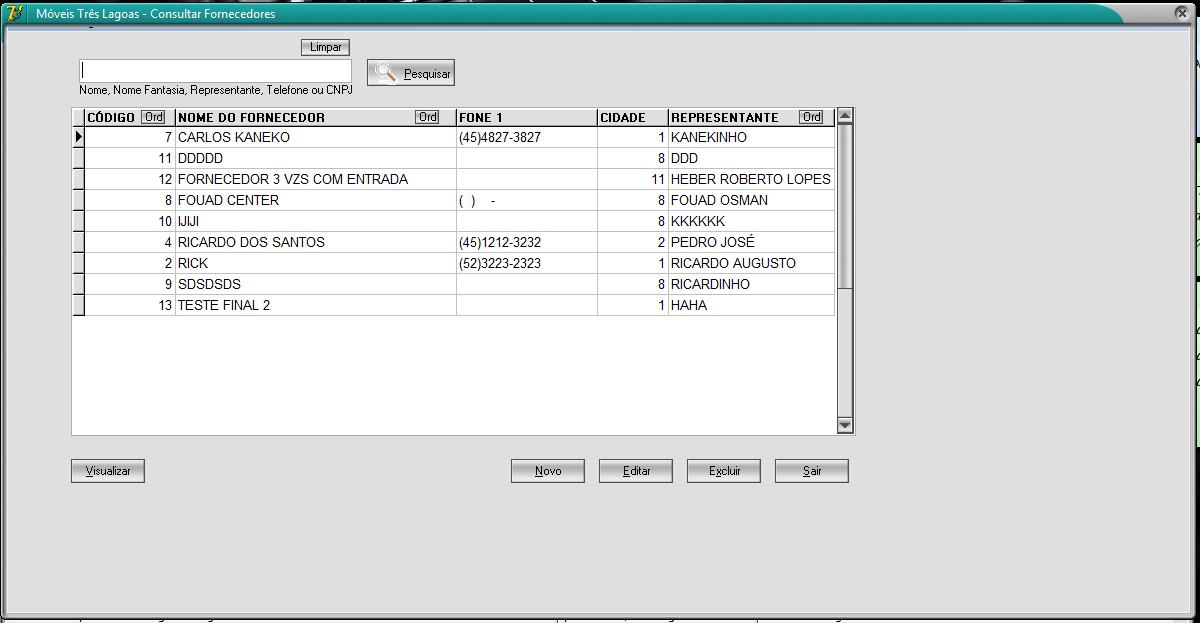 Móveis Três Lagoas - Consultar Fornecedores
Limpar
Pesquisar
Nome, Nome Fantasia, Representante, Telefone ou CNPJ
CÓDIGO Ord NOME DO FORNECEDOR Ord FONE 1 CIDADE REPRESENTANTE Ord
7 CARLOS KANEKO (45)4827-3827 1 KANEKINHO
11 DDDDD 8 DDD
12 FORNECEDOR 3 VZS COM ENTRADA 11 HEBER ROBERTO LOPES
8 FOUAD CENTER ( ) - 8 FOUAD OSMAN
10 IJIJI 8 KKKKKK
4 RICARDO DOS SANTOS (45)1212-3232 2 PEDRO JOSÉ
2 RICK (52)3223-2323 1 RICARDO AUGUSTO
9 SDSDSDS 8 RICARDINHO
13 TESTE FINAL 2 1 HAHA
Visualizar Novo Editar Excluir Sair